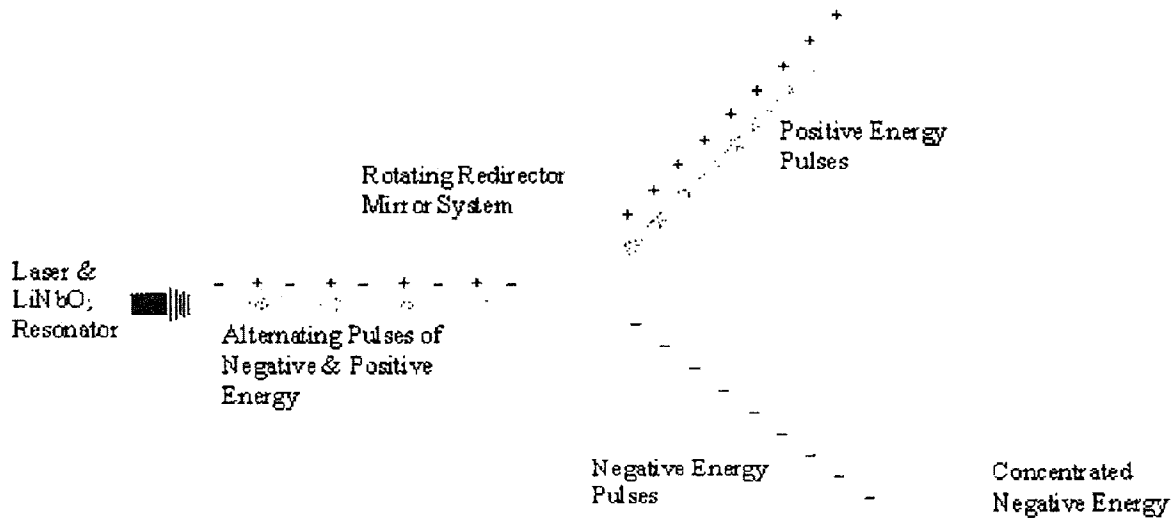 Positive Energy
Pulses
Rotating Redirector
Mirror System
Laser &
LiNbO₃
Resonator
- + - + - + - + -
Alternating Pulses of
Negative & Positive
Energy
Negative Energy
Pulses
Concentrated
Negative Energy